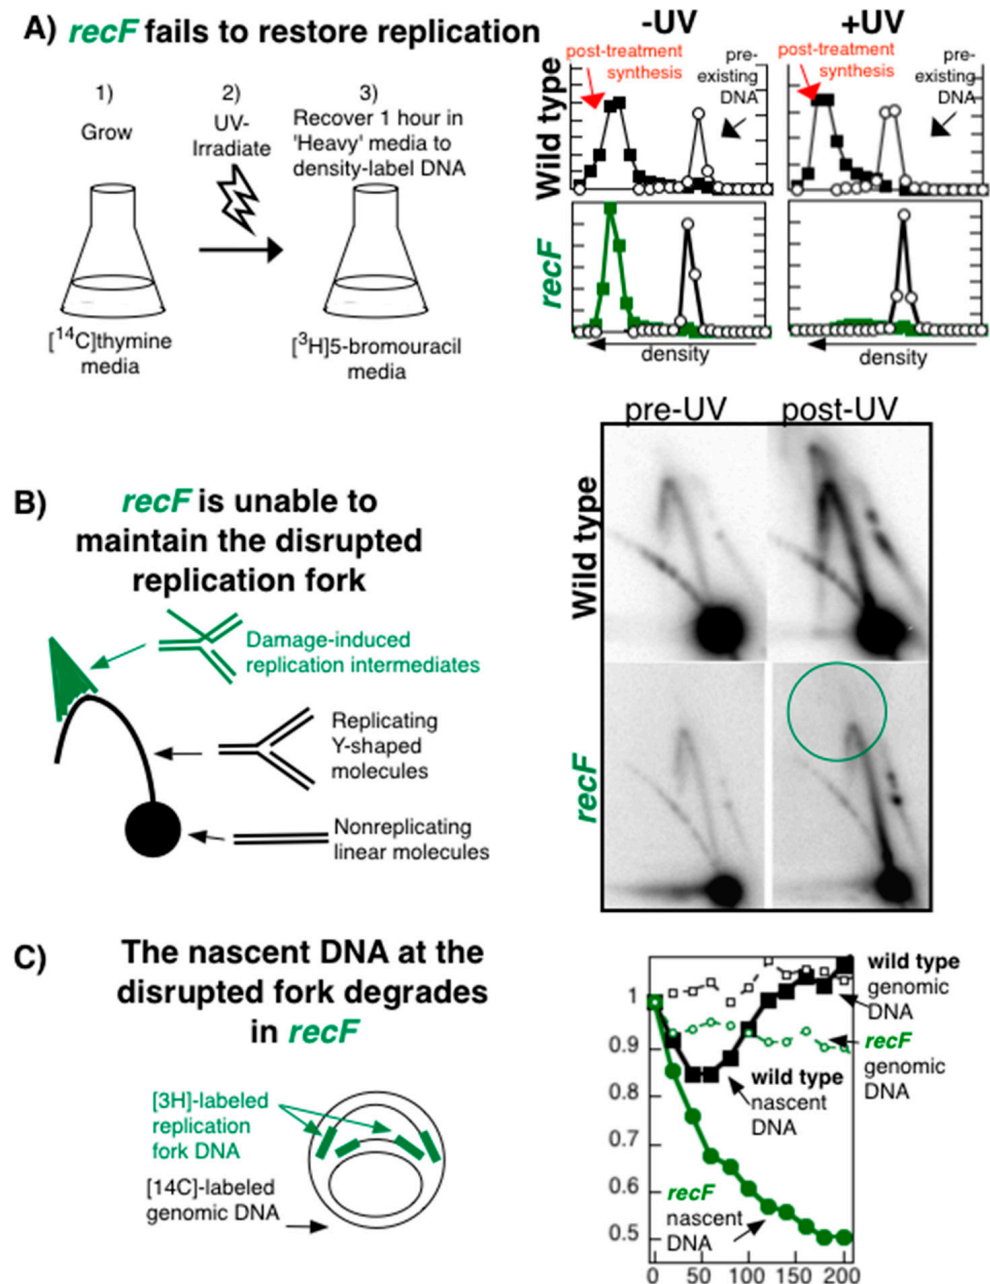 A) recF fails to restore replication
1)
Grow
2)
UV-
Irradiate
3)
Recover 1 hour in
'Heavy' media to
density-label DNA
[14C]thymine
media
[3H]5-bromouracil
media
-UV
+UV
Wild type
post-treatment
synthesis
pre-
existing
DNA
post-treatment
synthesis
pre-
existing
DNA
recF
density
density
B)
recF is unable to
maintain the disrupted
replication fork
Damage-induced
replication intermediates
Replicating
Y-shaped
molecules
Nonreplicating
linear molecules
pre-UV
post-UV
Wild type
recF
C)
The nascent DNA at the
disrupted fork degrades
in recF
[3H]-labeled
replication
fork DNA
[14C]-labeled
genomic DNA
1
0.9
0.8
0.7
0.6
0.5
0
50
100
150
200
wild type
genomic
DNA
recF
genomic
DNA
wild type
nascent
DNA
recF
nascent
DNA